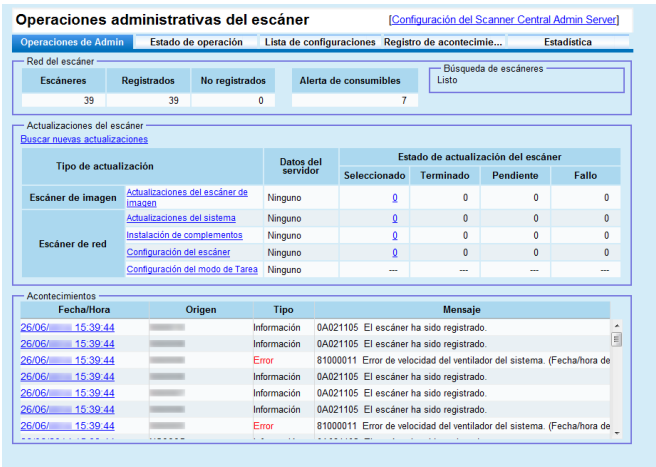 Operaciones administrativas del escáner [Configuración del Scanner Central Admin Server]
Operaciones de Admin Estado de operación Lista de configuraciones Registro de acontecimie... Estadística
Red del escáner
Escáneres Registrados No registrados Alerta de consumibles
39 39 0 7
Búsqueda de escáneres
Listo
Actualizaciones del escáner
Buscar nuevas actualizaciones
Tipo de actualización Datos del servidor Estado de actualización del escáner
Seleccionado Terminado Pendiente Fallo
Escáner de imagen Actualizaciones del escáner de imagen Ninguno 0 0 0 0
Escáner de red Actualizaciones del sistema Ninguno 0 0 0 0
Instalación de complementos Ninguno 0 0 0 0
Configuración del escáner Ninguno 0 0 0 0
Configuración del modo de Tarea Ninguno --- --- --- ---
Acontecimientos
Fecha/Hora Origen Tipo Mensaje
26/06/ 15:39:44 Información 0A021105 El escáner ha sido registrado.
26/06/ 15:39:44 Información 0A021105 El escáner ha sido registrado.
26/06/ 15:39:44 Error 81000011 Error de velocidad del ventilador del sistema. (Fecha/hora de
26/06/ 15:39:44 Información 0A021105 El escáner ha sido registrado.
26/06/ 15:39:44 Información 0A021105 El escáner ha sido registrado.
26/06/ 15:39:44 Información 0A021105 El escáner ha sido registrado.
26/06/ 15:39:44 Error 81000011 Error de velocidad del ventilador del sistema. (Fecha/hora de